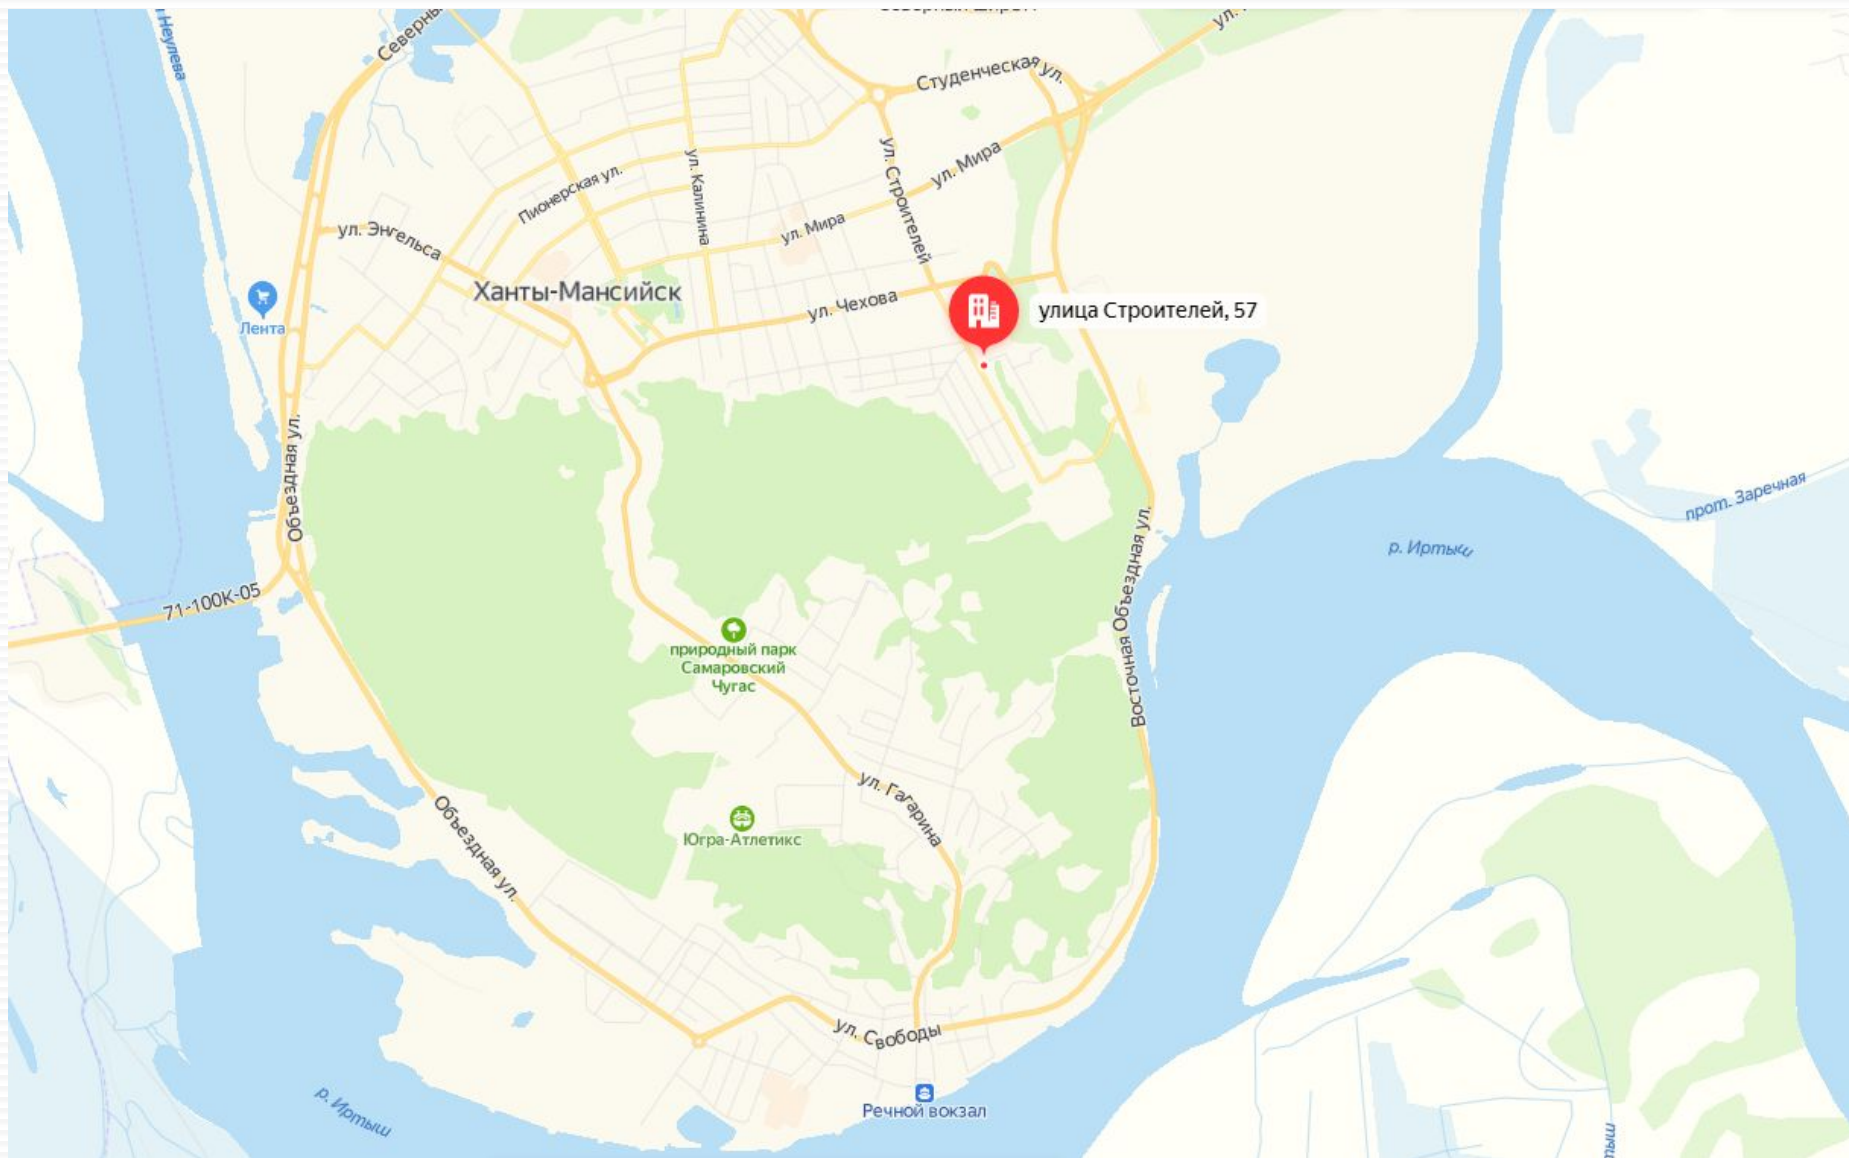 Северны
Студенческая ул.
ул. Строителей
ул. Мира
Пионерская ул.
ул. Калинина
ул. Энгельса
ул. Мира
Ханты-Мансийск
ул. Чехова
улица Строителей, 57
Лента
Объездная ул.
прот. Заречная
р. Иртыш
71-100К-05
Восточная Объездная ул.
природный парк
Самаровский
Чугас
ул. Гагарина
Югра-Атлетикс
Объездная ул.
ул. Свободы
Речной вокзал
р. Иртыш